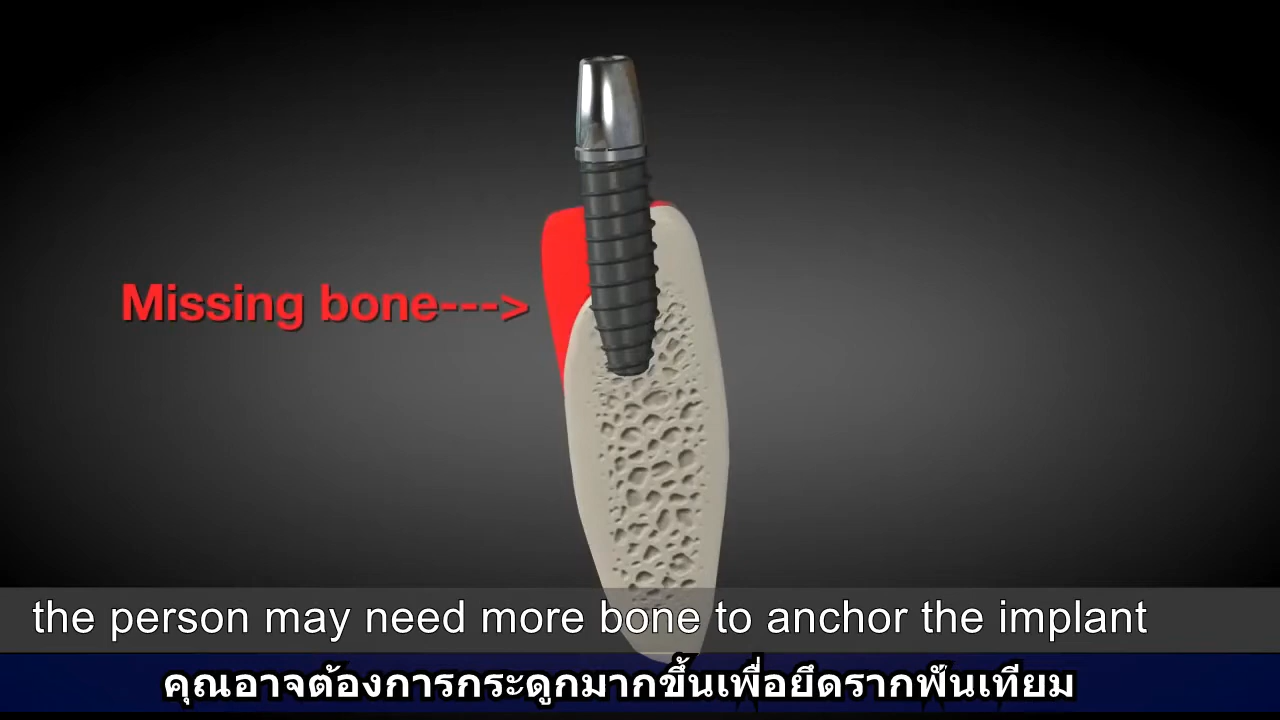 Missing bone--->
the person may need more bone to anchor the implant
คุณอาจต้องการกระดูกมากขึ้นเพื่อยึดรากฟันเทียม